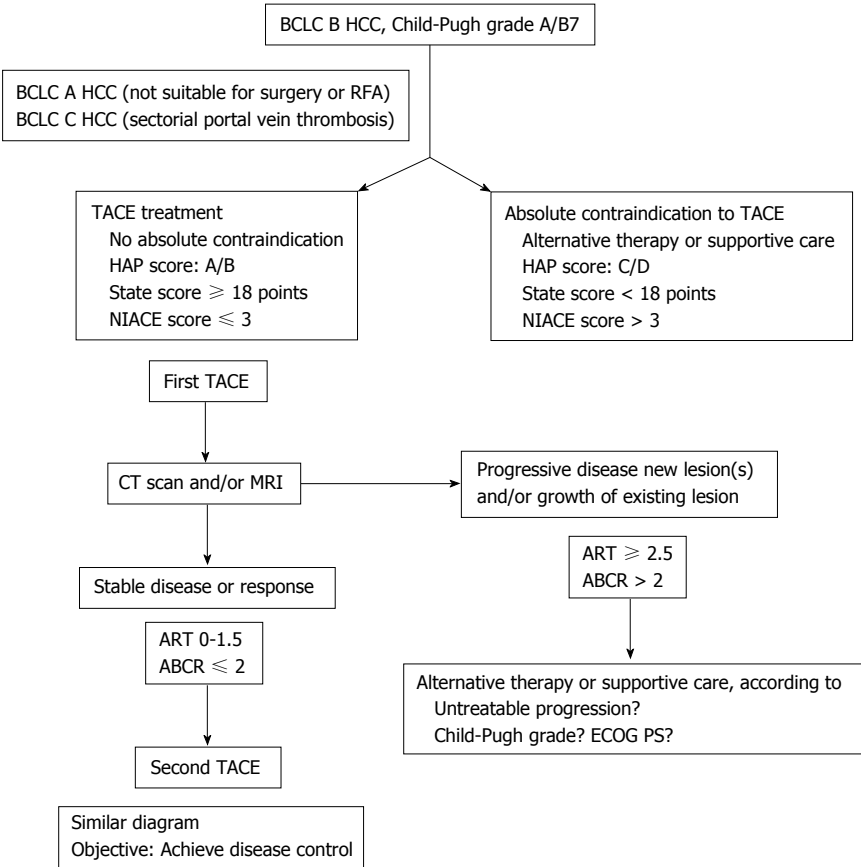 BCLC B HCC, Child-Pugh grade A/B7
BCLC A HCC (not suitable for surgery or RFA)
BCLC C HCC (sectorial portal vein thrombosis)
TACE treatment
No absolute contraindication
HAP score: A/B
State score ⩾ 18 points
NIACE score ⩽ 3
Absolute contraindication to TACE
Alternative therapy or supportive care
HAP score: C/D
State score < 18 points
NIACE score > 3
First TACE
CT scan and/or MRI
Progressive disease new lesion(s)
and/or growth of existing lesion
ART ⩾ 2.5
ABCR > 2
Stable disease or response
ART 0-1.5
ABCR ⩽ 2
Alternative therapy or supportive care, according to
Untreatable progression?
Child-Pugh grade? ECOG PS?
Second TACE
Similar diagram
Objective: Achieve disease control